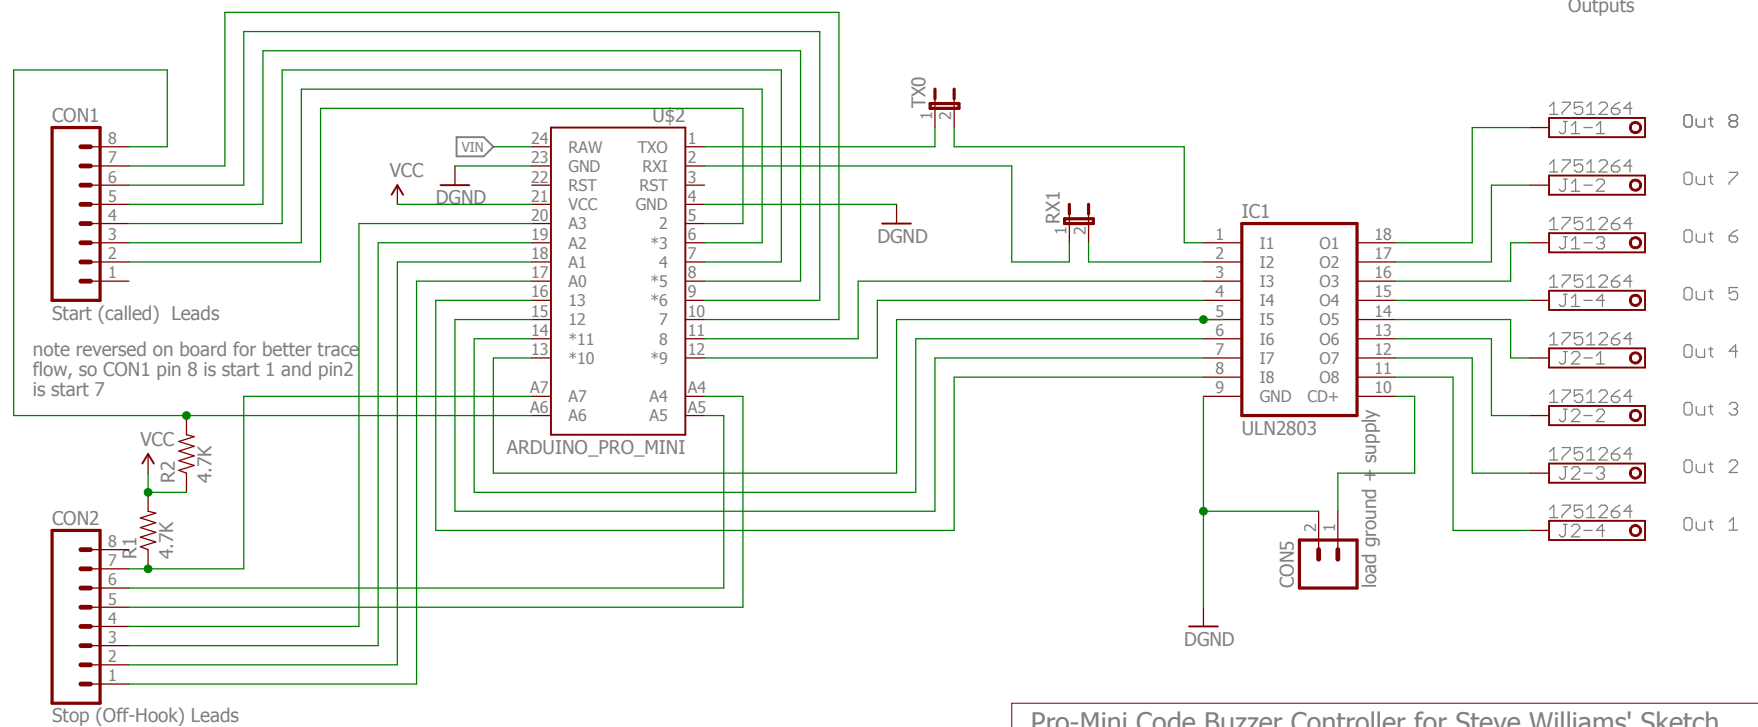 Outputs
CON1
8
7
6
5
4
3
2
1
Start (called) Leads
note reversed on board for better trace
flow, so CON1 pin 8 is start 1 and pin2
is start 7
VCC
R2
4.7K
R1
4.7K
CON2
8
7
6
5
4
3
2
1
Stop (Off-Hook) Leads
VIN
DGND
VCC
U$2
24 RAW TXO 1
23 GND RXI 2
22 RST RST 3
21 VCC GND 4
20 A3 2 5
19 A2 *3 6
18 A1 4 7
17 A0 *5 8
16 13 *6 9
15 12 7 10
14 *11 8 11
13 *10 *9 12
A7 A7 A4 A4
A6 A6 A5 A5
ARDUINO_PRO_MINI
TX0
1
2
DGND
RX1
1
2
IC1
1 I1 O1 18
2 I2 O2 17
3 I3 O3 16
4 I4 O4 15
5 I5 O5 14
6 I6 O6 13
7 I7 O7 12
8 I8 O8 11
9 GND CD+ 10
ULN2803
CON5
2
1
load ground + supply
DGND
1751264
J1-1 Out 8
1751264
J1-2 Out 7
1751264
J1-3 Out 6
1751264
J1-4 Out 5
1751264
J2-1 Out 4
1751264
J2-2 Out 3
1751264
J2-3 Out 2
1751264
J2-4 Out 1
Pro-Mini Code Buzzer Controller for Steve Williams' Sketch